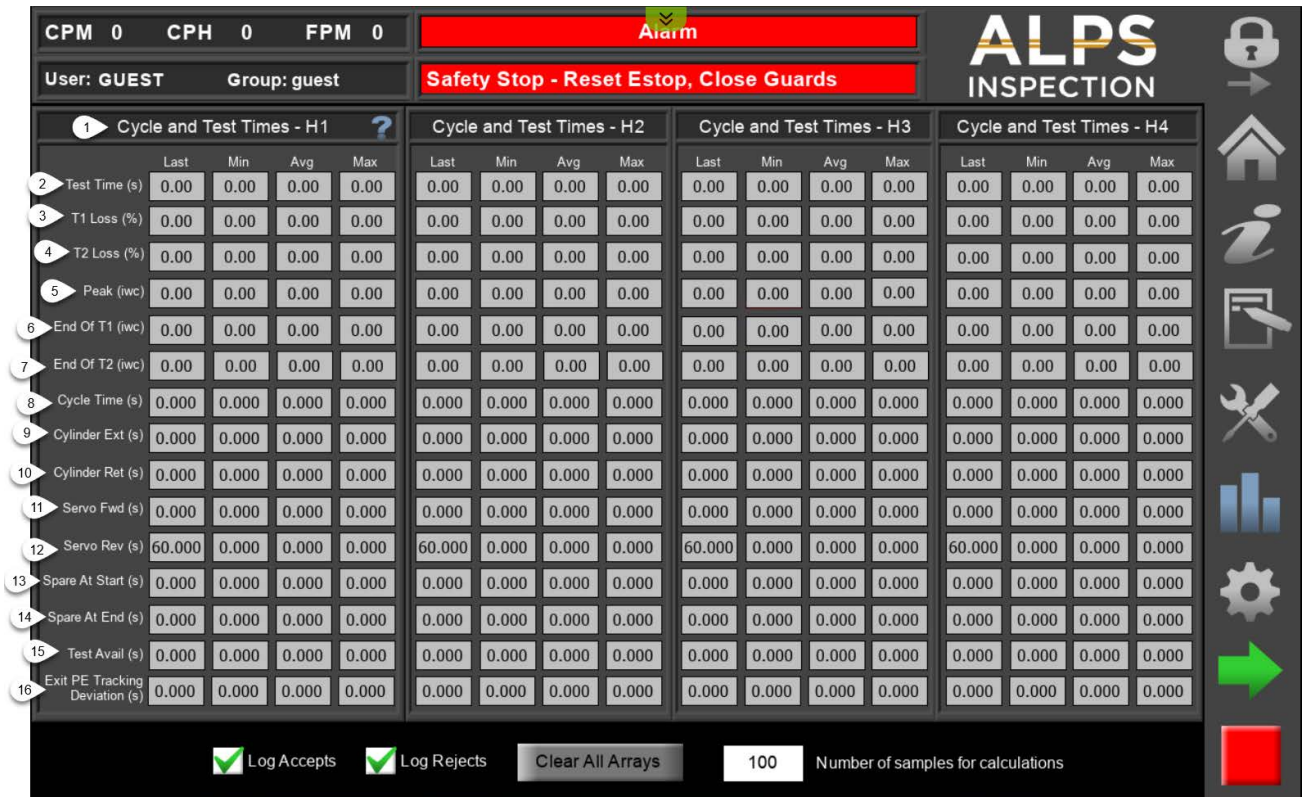 CPM 0 CPH 0 FPM 0
Alarm
ALPS
INSPECTION
User: GUEST Group: guest
Safety Stop - Reset Estop, Close Guards
1 Cycle and Test Times - H1 ? Cycle and Test Times - H2 Cycle and Test Times - H3 Cycle and Test Times - H4
Last Min Avg Max Last Min Avg Max Last Min Avg Max Last Min Avg Max
2 Test Time (s) 0.00 0.00 0.00 0.00 0.00 0.00 0.00 0.00 0.00 0.00 0.00 0.00 0.00 0.00 0.00 0.00
3 T1 Loss (%) 0.00 0.00 0.00 0.00 0.00 0.00 0.00 0.00 0.00 0.00 0.00 0.00 0.00 0.00 0.00 0.00
4 T2 Loss (%) 0.00 0.00 0.00 0.00 0.00 0.00 0.00 0.00 0.00 0.00 0.00 0.00 0.00 0.00 0.00 0.00
5 Peak (iwc) 0.00 0.00 0.00 0.00 0.00 0.00 0.00 0.00 0.00 0.00 0.00 0.00 0.00 0.00 0.00 0.00
6 End Of T1 (iwc) 0.00 0.00 0.00 0.00 0.00 0.00 0.00 0.00 0.00 0.00 0.00 0.00 0.00 0.00 0.00 0.00
7 End Of T2 (iwc) 0.00 0.00 0.00 0.00 0.00 0.00 0.00 0.00 0.00 0.00 0.00 0.00 0.00 0.00 0.00 0.00
8 Cycle Time (s) 0.000 0.000 0.000 0.000 0.000 0.000 0.000 0.000 0.000 0.000 0.000 0.000 0.000 0.000 0.000 0.000
9 Cylinder Ext (s) 0.000 0.000 0.000 0.000 0.000 0.000 0.000 0.000 0.000 0.000 0.000 0.000 0.000 0.000 0.000 0.000
10 Cylinder Ret (s) 0.000 0.000 0.000 0.000 0.000 0.000 0.000 0.000 0.000 0.000 0.000 0.000 0.000 0.000 0.000 0.000
11 Servo Fwd (s) 0.000 0.000 0.000 0.000 0.000 0.000 0.000 0.000 0.000 0.000 0.000 0.000 0.000 0.000 0.000 0.000
12 Servo Rev (s) 60.000 0.000 0.000 0.000 60.000 0.000 0.000 0.000 60.000 0.000 0.000 0.000 60.000 0.000 0.000 0.000
13 Spare At Start (s) 0.000 0.000 0.000 0.000 0.000 0.000 0.000 0.000 0.000 0.000 0.000 0.000 0.000 0.000 0.000 0.000
14 Spare At End (s) 0.000 0.000 0.000 0.000 0.000 0.000 0.000 0.000 0.000 0.000 0.000 0.000 0.000 0.000 0.000 0.000
15 Test Avail (s) 0.000 0.000 0.000 0.000 0.000 0.000 0.000 0.000 0.000 0.000 0.000 0.000 0.000 0.000 0.000 0.000
16 Exit PE Tracking
Deviation (s) 0.000 0.000 0.000 0.000 0.000 0.000 0.000 0.000 0.000 0.000 0.000 0.000 0.000 0.000 0.000 0.000
Log Accepts Log Rejects Clear All Arrays 100 Number of samples for calculations